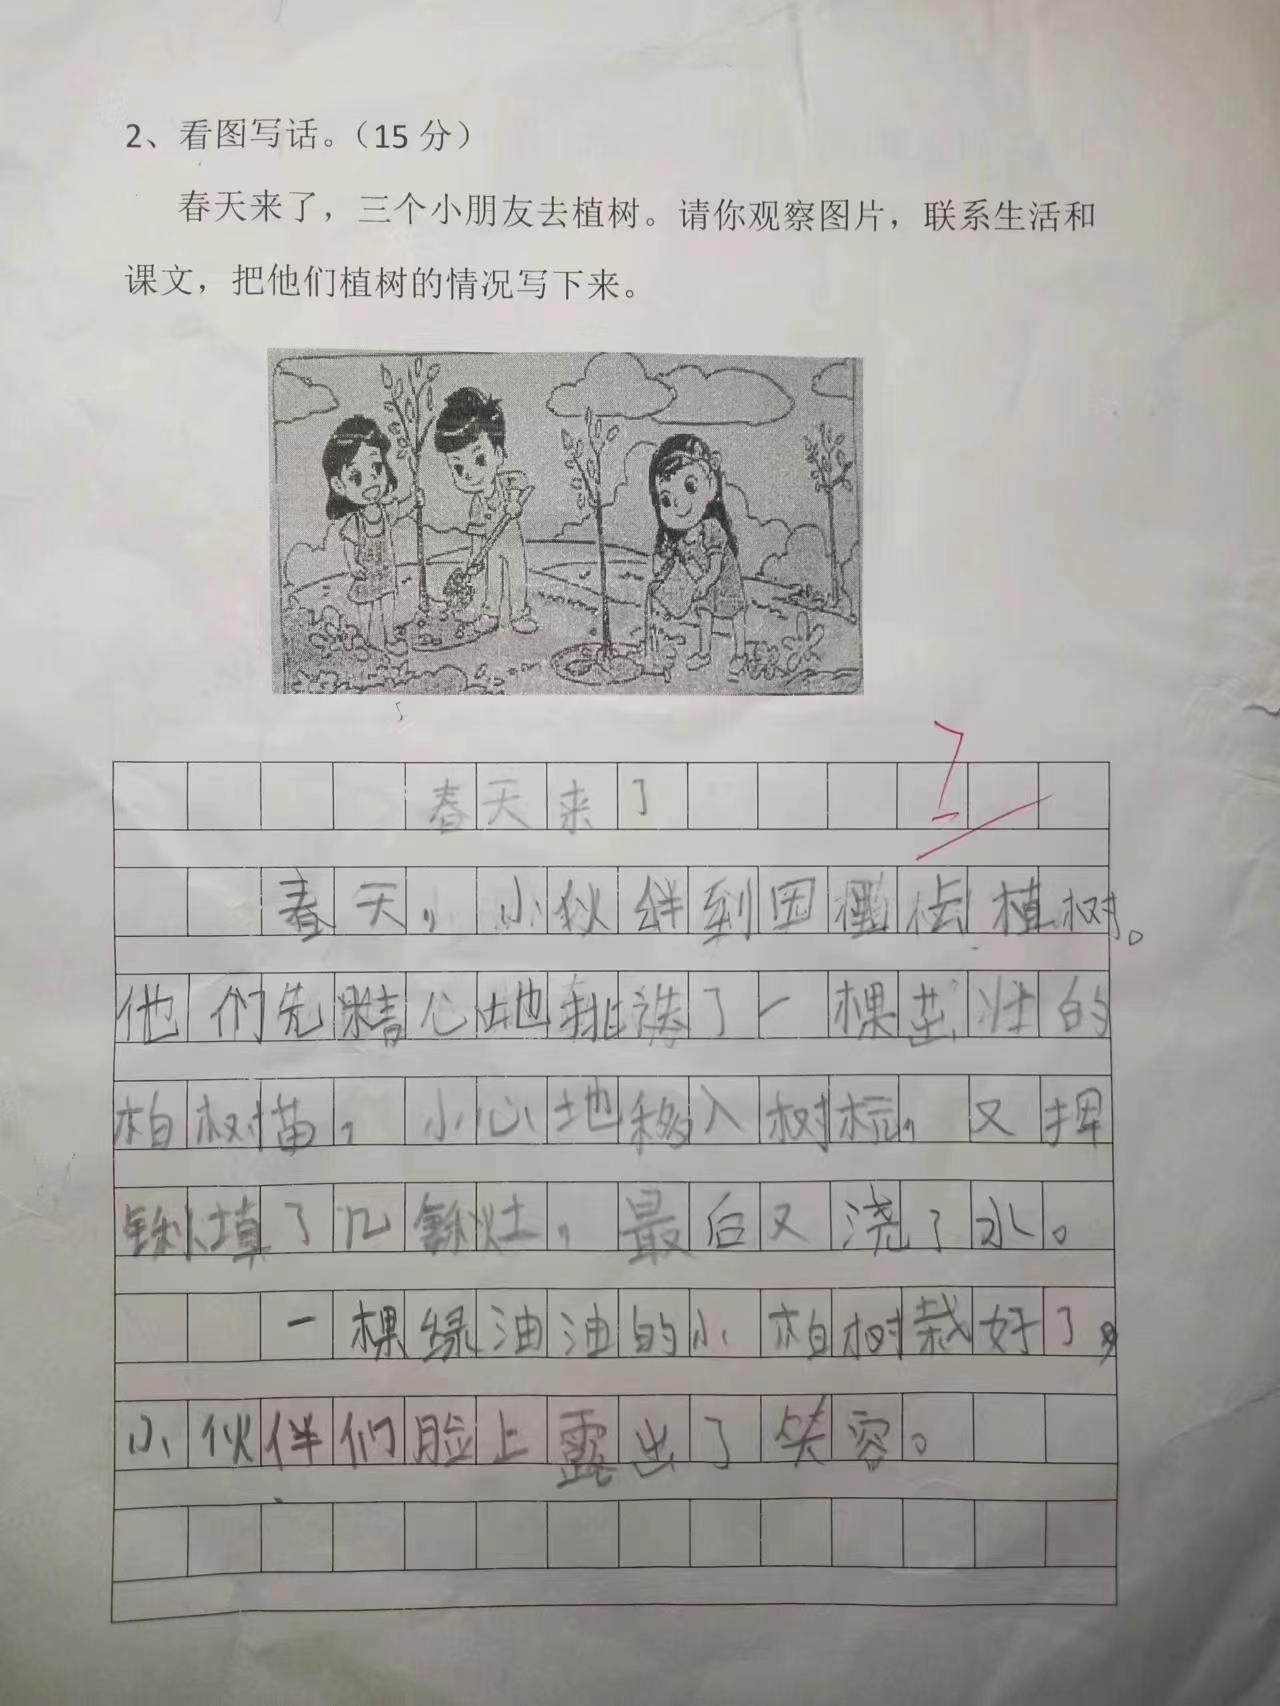 2、看图写话。（15 分）
春天来了，三个小朋友去植树。请你观察图片，联系生活和
课文，把他们植树的情况写下来。
春天来了
春天，小伙伴到田植树。
他们先精心地挑选了一棵茁壮的
柏树苗，小心地移入树坑，又挥
锹填了几锹，最后又浇了水。
一棵绿油油的小柏树栽好了，
小伙伴们脸上露出了笑容。